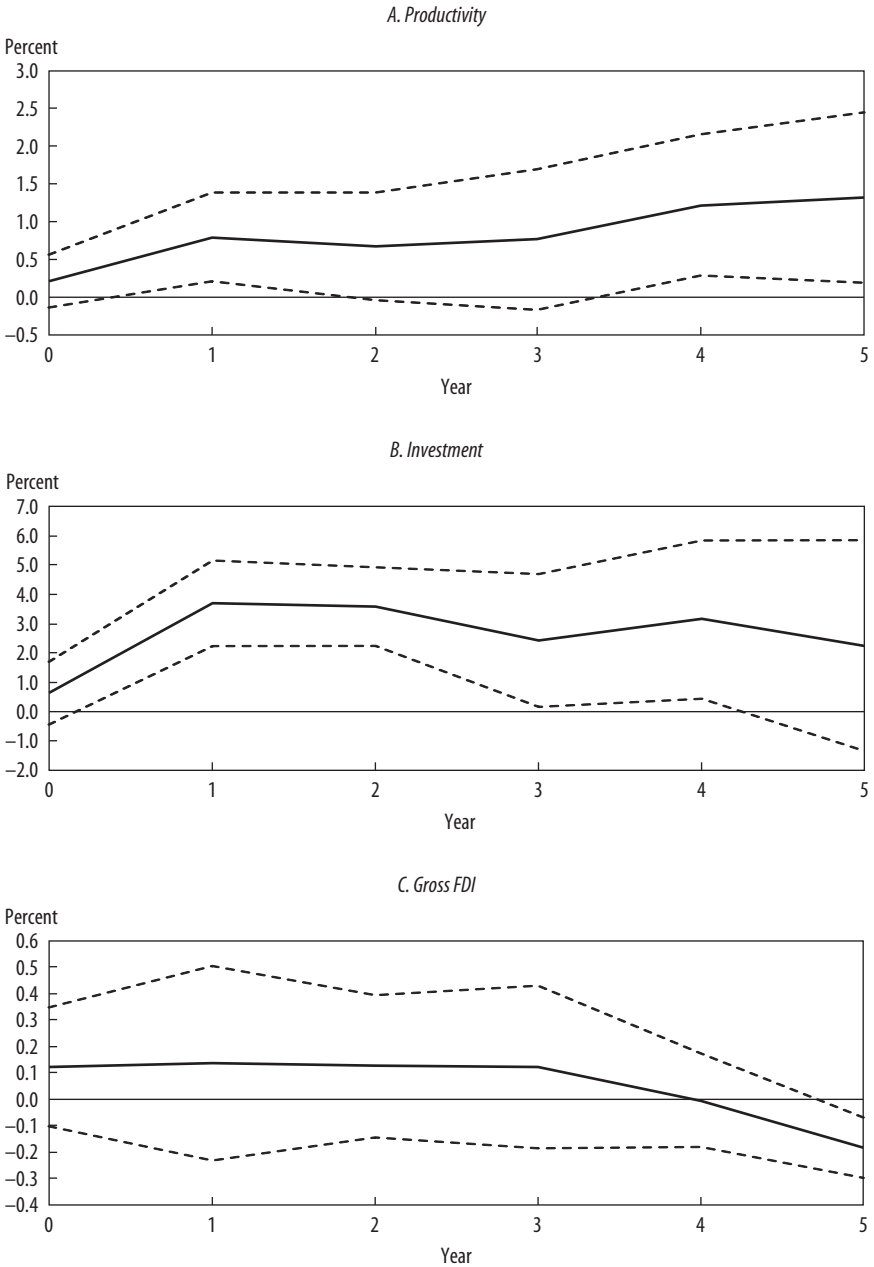 A. Productivity
Percent
3.0
2.5
2.0
1.5
1.0
0.5
0.0
–0.5
0 1 2 3 4 5
Year
B. Investment
Percent
7.0
6.0
5.0
4.0
3.0
2.0
1.0
0.0
–1.0
–2.0
0 1 2 3 4 5
Year
C. Gross FDI
Percent
0.6
0.5
0.4
0.3
0.2
0.1
0.0
–0.1
–0.2
–0.3
–0.4
0 1 2 3 4 5
Year